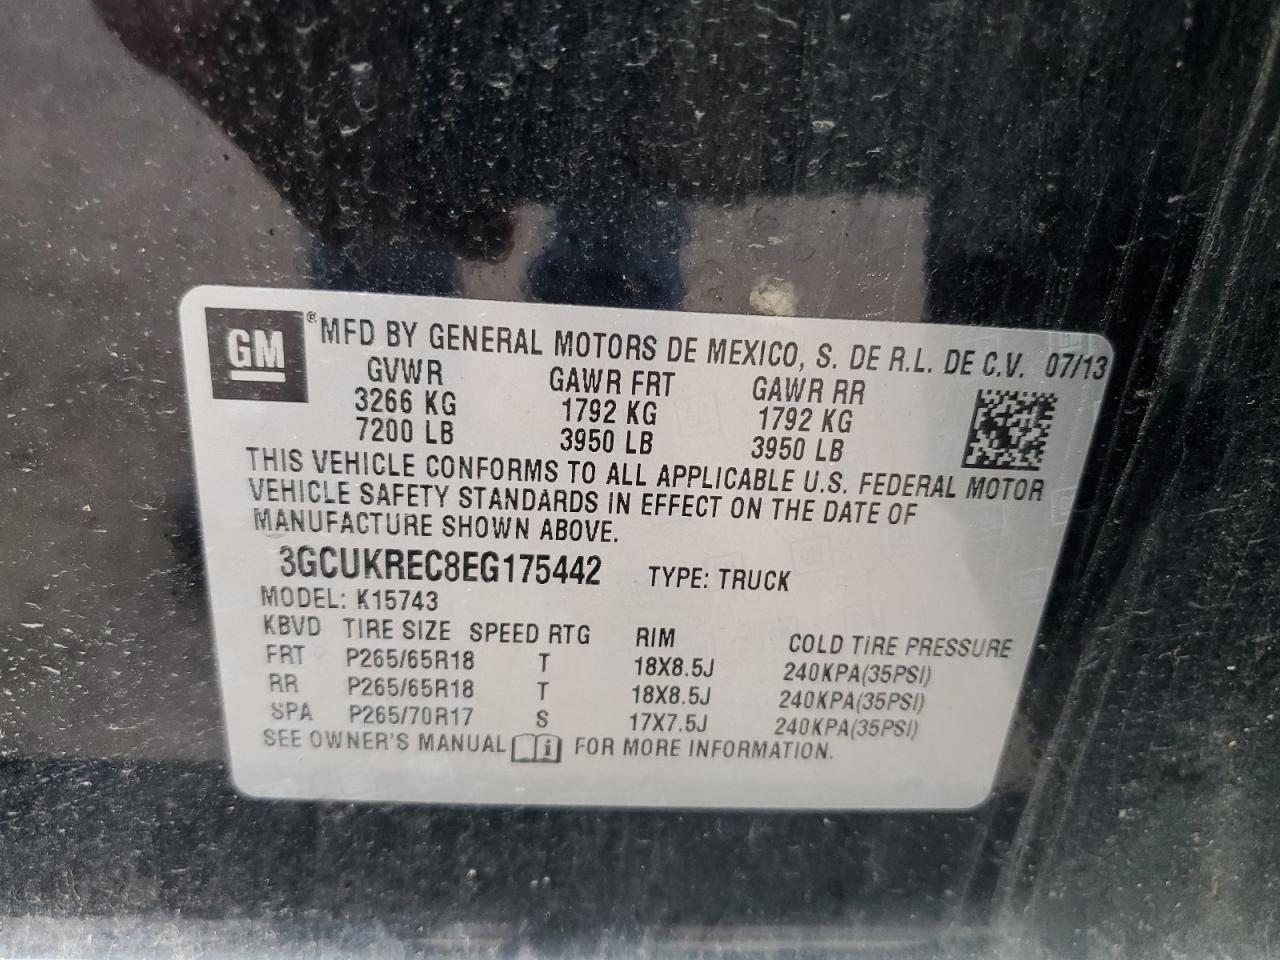 GM ® MFD BY GENERAL MOTORS DE MEXICO, S. DE R.L. DE C.V. 07/13
GVWR GAWR FRT GAWR RR
3266 KG 1792 KG 1792 KG
7200 LB 3950 LB 3950 LB
THIS VEHICLE CONFORMS TO ALL APPLICABLE U.S. FEDERAL MOTOR
VEHICLE SAFETY STANDARDS IN EFFECT ON THE DATE OF
MANUFACTURE SHOWN ABOVE.
3GCUKREC8EG175442 TYPE: TRUCK
MODEL: K15743
KBVD TIRE SIZE SPEED RTG RIM COLD TIRE PRESSURE
FRT P265/65R18 T 18X8.5J 240KPA(35PSI)
RR P265/65R18 T 18X8.5J 240KPA(35PSI)
SPA P265/70R17 S 17X7.5J 240KPA(35PSI)
SEE OWNER'S MANUAL i FOR MORE INFORMATION.